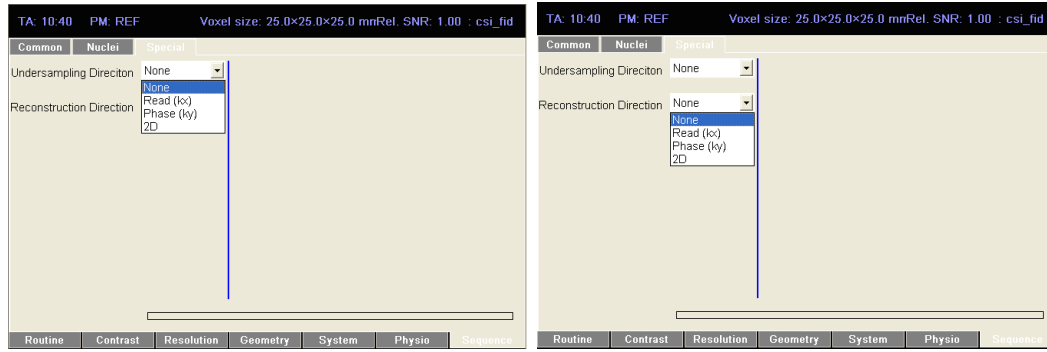 TA: 10:40 PM: REF Voxel size: 25.0×25.0×25.0 mmRel. SNR: 1.00 : csi_fid
Common Nuclei Special
Undersampling Direciton None
None
Read (kx)
Reconstruction Direction
Phase (ky)
2D
Routine Contrast Resolution Geometry System Physio Sequence
TA: 10:40 PM: REF Voxel size: 25.0×25.0×25.0 mmRel. SNR: 1.00 : csi_fid
Common Nuclei Special
Undersampling Direciton None
Reconstruction Direction None
None
Read (kx)
Phase (ky)
2D
Routine Contrast Resolution Geometry System Physio Sequence